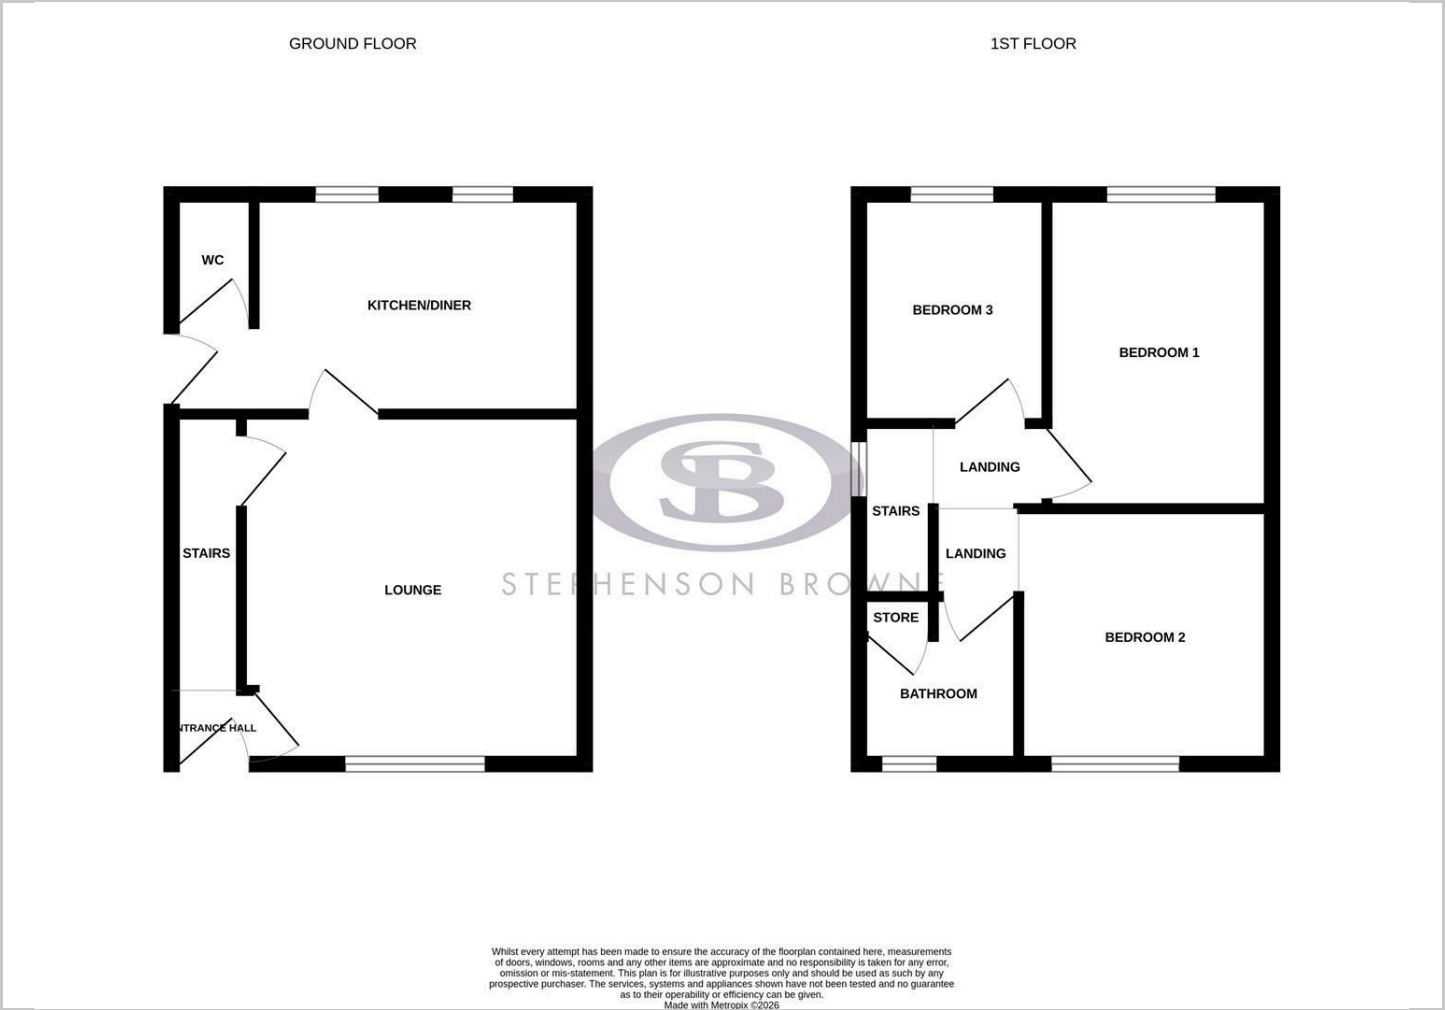 GROUND FLOOR
1ST FLOOR
WC
KITCHEN/DINER
STAIRS
LOUNGE
NTRANCE HALL
BEDROOM 3
BEDROOM 1
LANDING
STAIRS
LANDING
STORE
BEDROOM 2
BATHROOM
SB
STEPHENSON BROWNE
Whilst every attempt has been made to ensure the accuracy of the floorplan contained here, measurements
of doors, windows, rooms and any other items are approximate and no responsibility is taken for any error,
omission or mis-statement. This plan is for illustrative purposes only and should be used as such by any
prospective purchaser. The services, systems and appliances shown have not been tested and no guarantee
as to their operability or efficiency can be given.
Made with Metropix ©2026